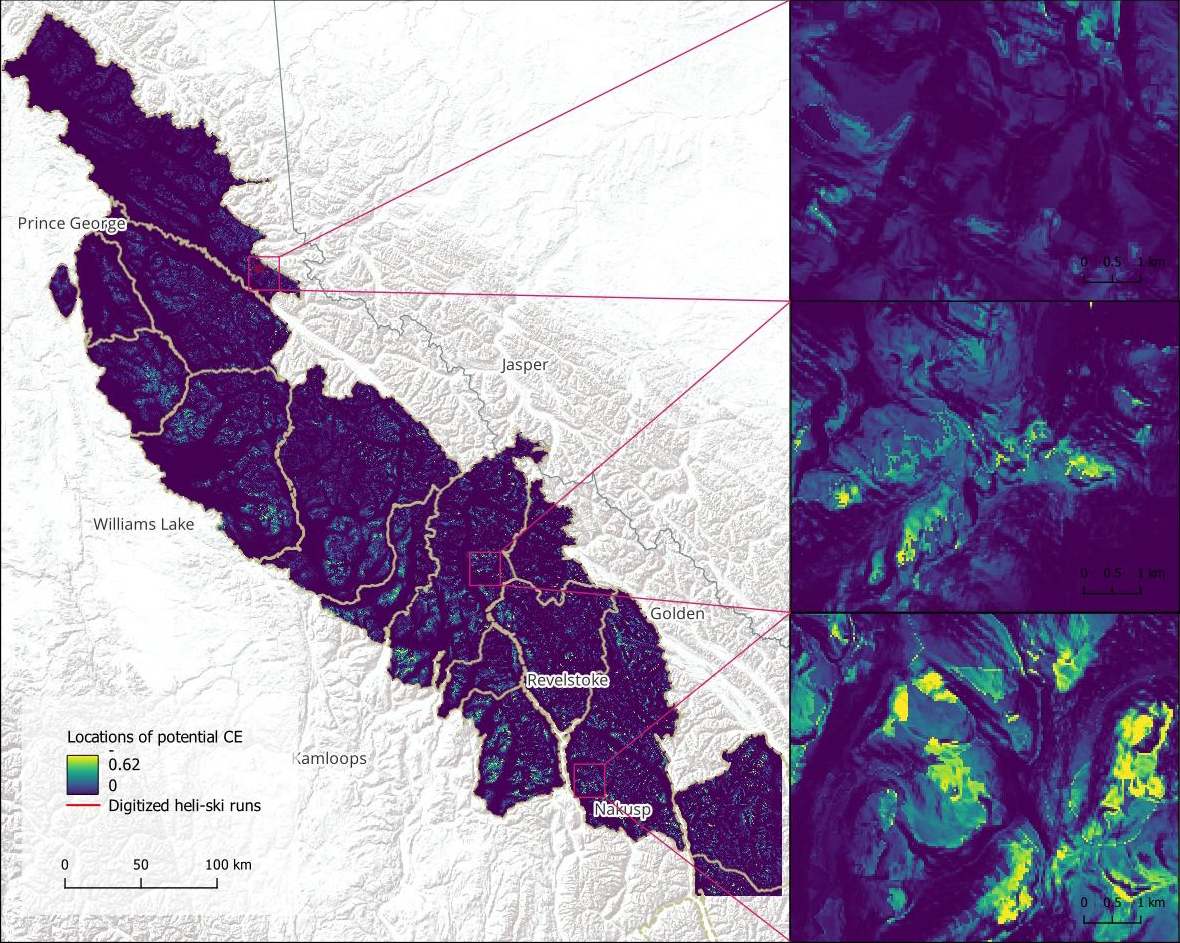 Prince George
Jasper
Williams Lake
Golden
Revelstoke
Kamloops
Nakusp
Locations of potential CE
-
0.62
0
Digitized heli-ski runs
0 50 100 km
0 0.5 1 km
0 0.5 1 km
0 0.5 1 km